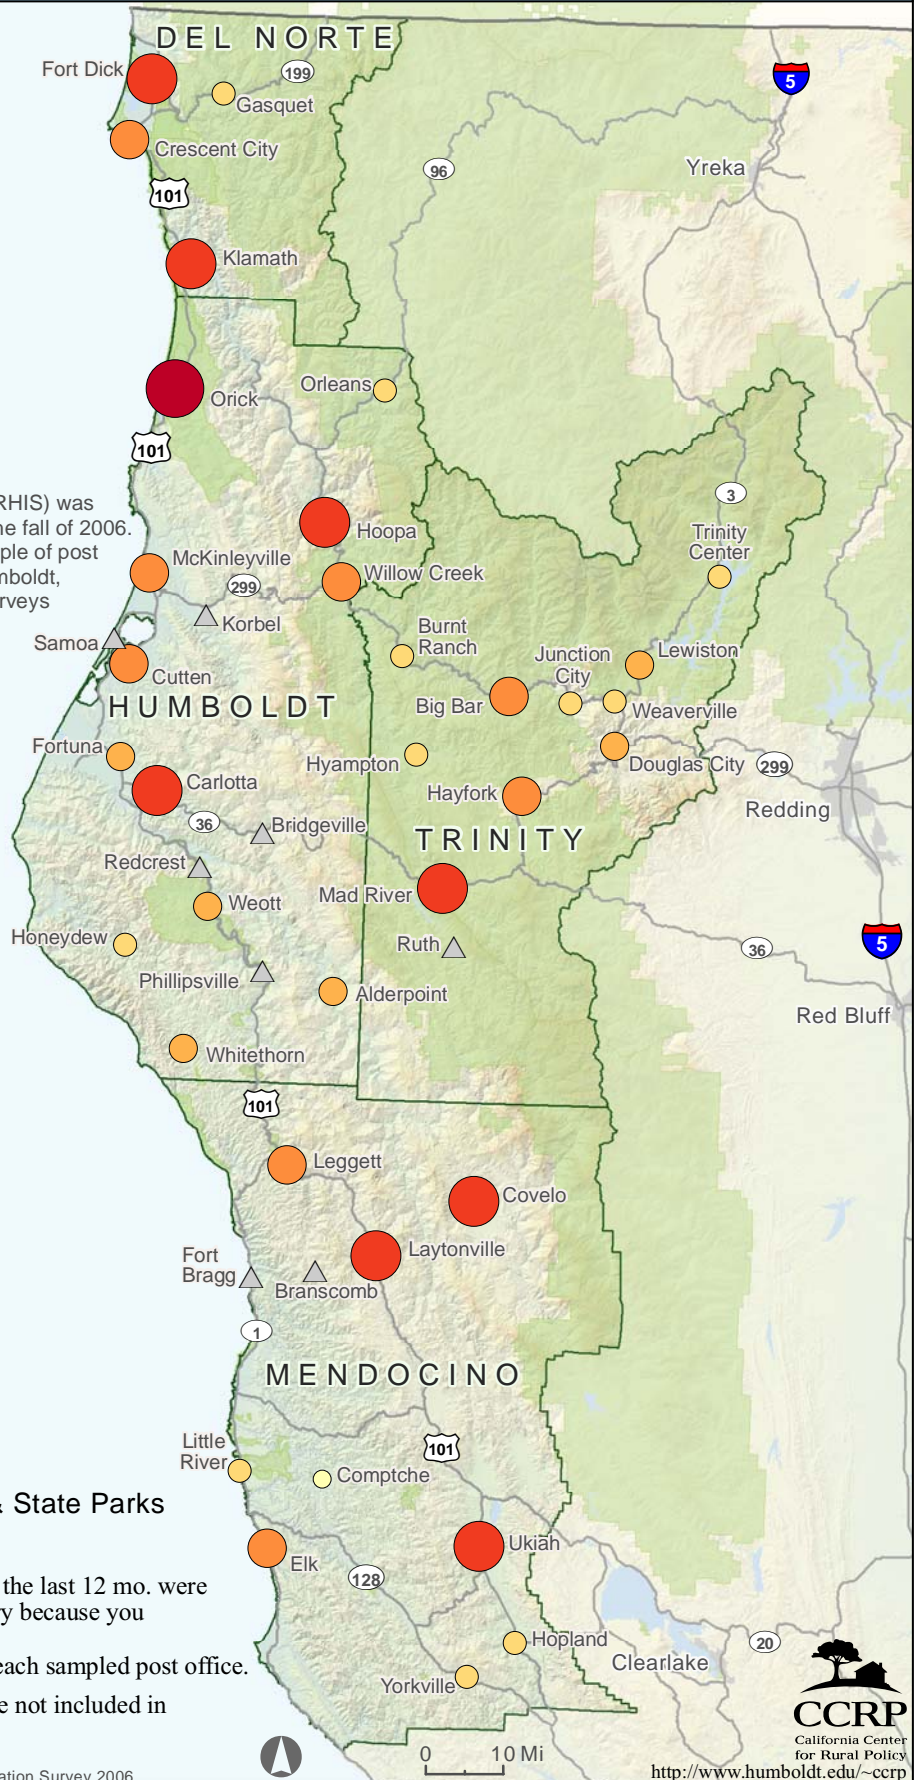 DEL NORTE
Fort Dick
199
5
Gasquet
Crescent City
96
Yreka
101
Klamath
Orleans
Orick
101
RHIS) was
3
ne fall of 2006.
Hoopa
Trinity
Center
ple of post
McKinleyville
mboldt,
299
Willow Creek
rveys
Korbel
Burnt
Ranch
Samoa
Junction
City
Lewiston
Cutten
Big Bar
HUMBOLDT
Weaverville
Fortuna
Hyampton
Douglas City
299
Carlotta
Hayfork
Redding
36
Bridgeville
TRINITY
Redcrest
Mad River
Weott
Honeydew
Ruth
5
36
Phillipsville
Alderpoint
Red Bluff
Whitethorn
101
Leggett
Covelo
Laytonville
Fort
Bragg
Branscomb
1
MENDOCINO
Little
River
101
Comptche
& State Parks
Ukiah
Elk
128
the last 12 mo. were
ry because you
Hopland
20
each sampled post office.
Clearlake
Yorkville
e not included in
CCRP
California Center
for Rural Policy
0 10 Mi
http://www.humboldt.edu/~ccrp
ation Survey 2006